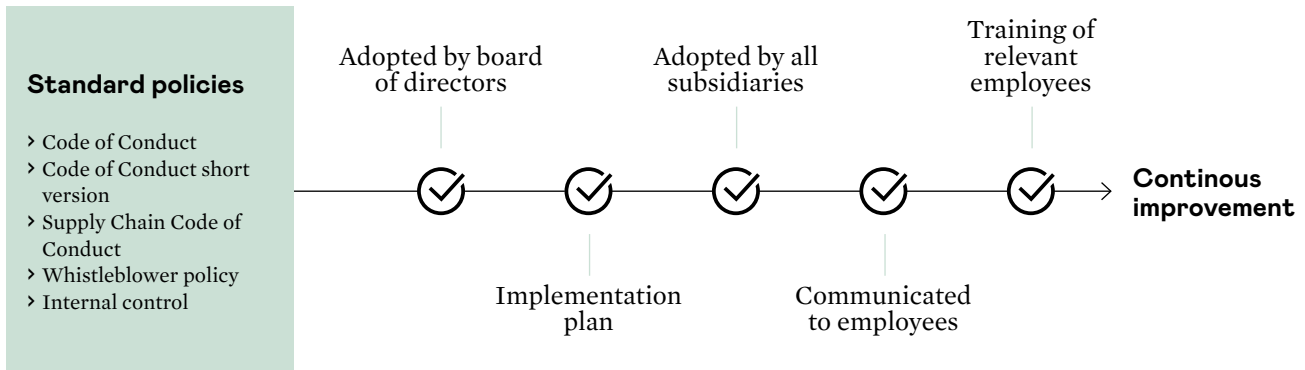 Standard policies
› Code of Conduct
› Code of Conduct short
version
› Supply Chain Code of
Conduct
› Whistleblower policy
› Internal control
Adopted by board
of directors
Implementation
plan
Adopted by all
subsidiaries
Communicated
to employees
Training of
relevant
employees
Continous
improvement